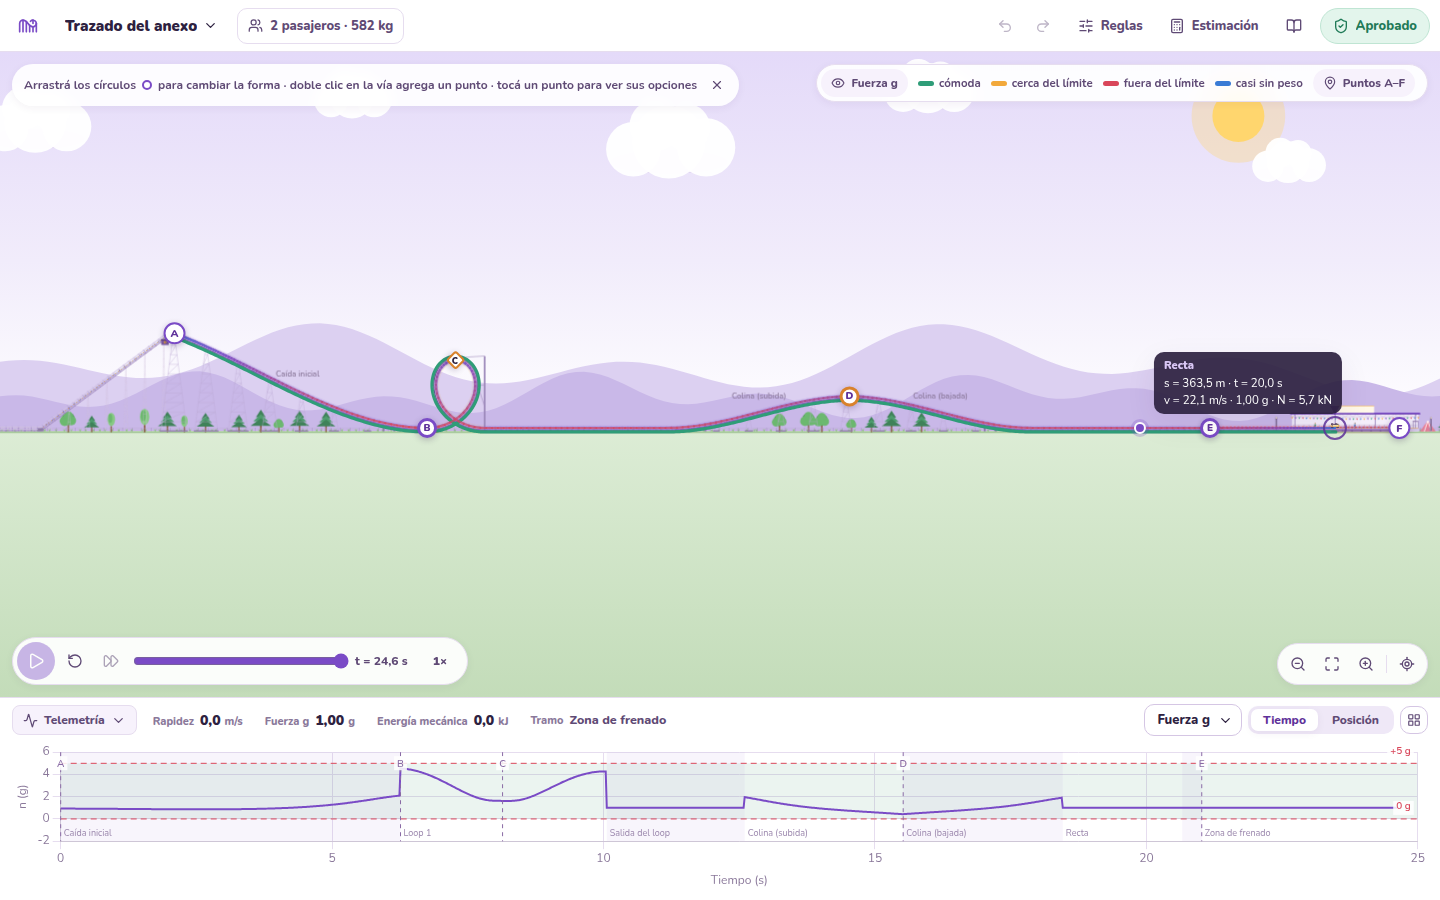 Trazado del anexo
2 pasajeros · 582 kg
Reglas
Estimación
Aprobado
Arrastrá los círculos para cambiar la forma · doble clic en la vía agrega un punto · tocá un punto para ver sus opciones
Fuerza g
cómoda
cerca del límite
fuera del límite
casi sin peso
Puntos A–F
A
Caída inicial
B
C
Colina (subida)
D
Colina (bajada)
Recta
s = 363,5 m · t = 20,0 s
v = 22,1 m/s · 1,00 g · N = 5,7 kN
E
F
t = 24,6 s
1×
Telemetría
Rapidez 0,0 m/s
Fuerza g 1,00 g
Energía mecánica 0,0 kJ
Tramo Zona de frenado
Fuerza g
Tiempo
Posición
n (g)
6
4
2
0
-2
A
B
C
D
E
+5 g
0 g
Caída inicial
Loop 1
Salida del loop
Colina (subida)
Colina (bajada)
Recta
Zona de frenado
0
5
10
15
20
25
Tiempo (s)